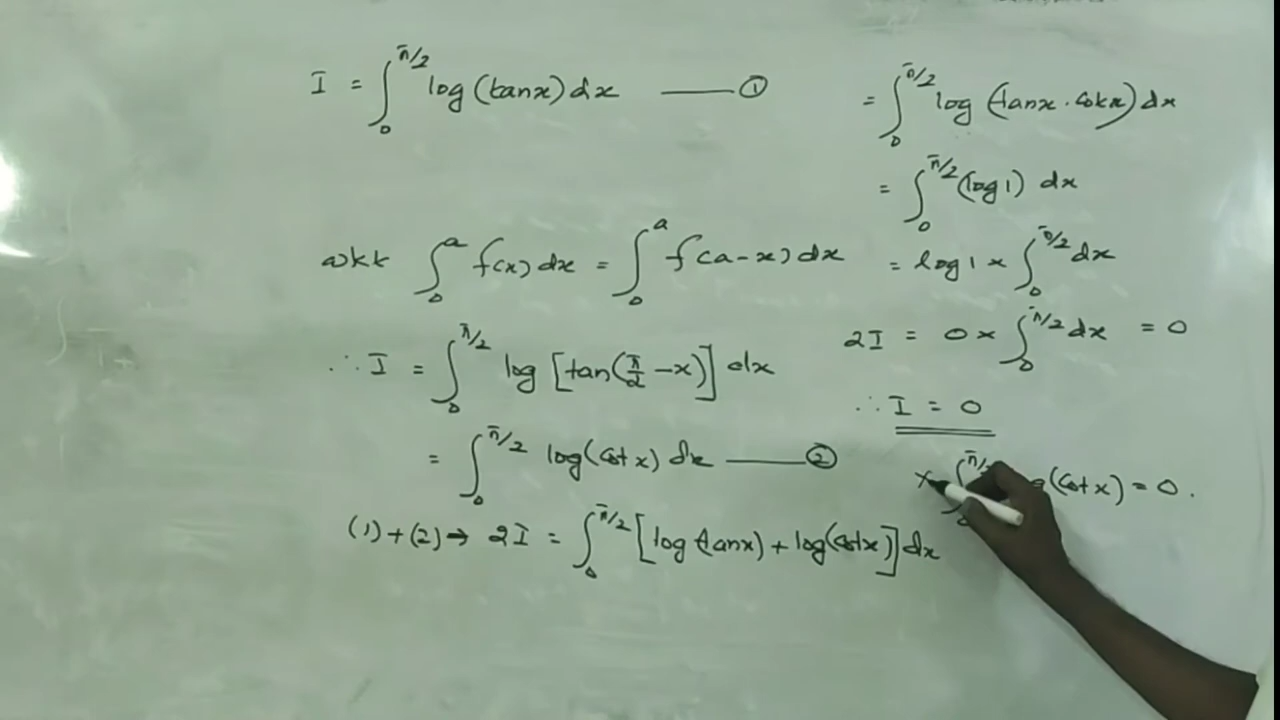 I = ∫₀^π/2 log (tanx) dx —— ①
wkt ∫₀^a f(x) dx = ∫₀^a f(a-x) dx
∴ I = ∫₀^π/2 log [tan(π/2 -x)] dx
= ∫₀^π/2 log(cot x) dx —— ②
(1)+(2)→ 2I = ∫₀^π/2 [log (tanx) + log(cotx)] dx
= ∫₀^π/2 log (tanx . cotx) dx
= ∫₀^π/2 (log 1) dx
= log 1 x ∫₀^π/2 dx
2I = 0 x ∫₀^π/2 dx = 0
∴ I = 0
(cot x) = 0 .